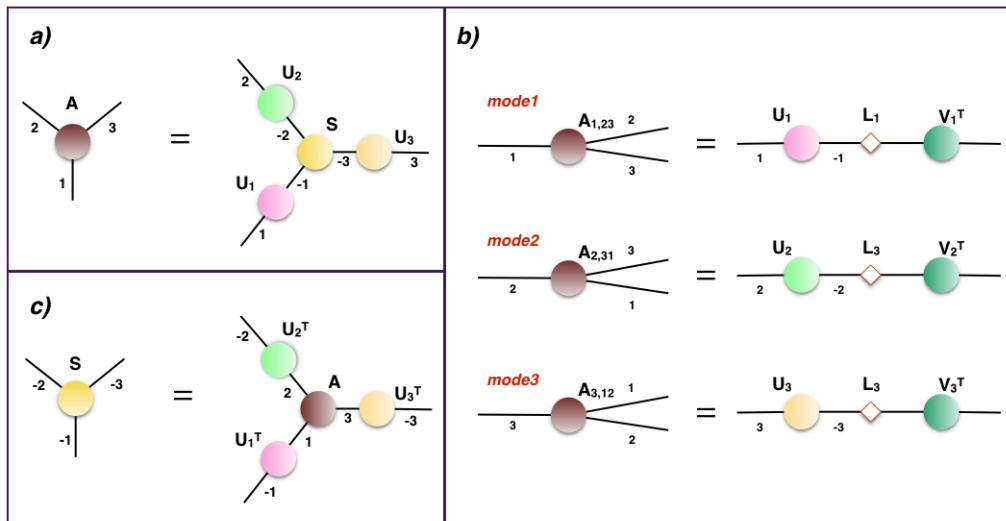 a)
A
2
3
1
=
2
U2
-2
S
-3
U3
3
-1
U1
1
b)
mode1
A1,23
2
1
3
=
U1
L1
V1T
1
-1
mode2
A2,31
3
2
1
=
U2
L3
V2T
2
-2
mode3
A3,12
1
3
2
=
U3
L3
V3T
3
-3
c)
S
-2
-3
-1
=
-2
U2T
2
A
3
U3T
-3
1
U1T
-1